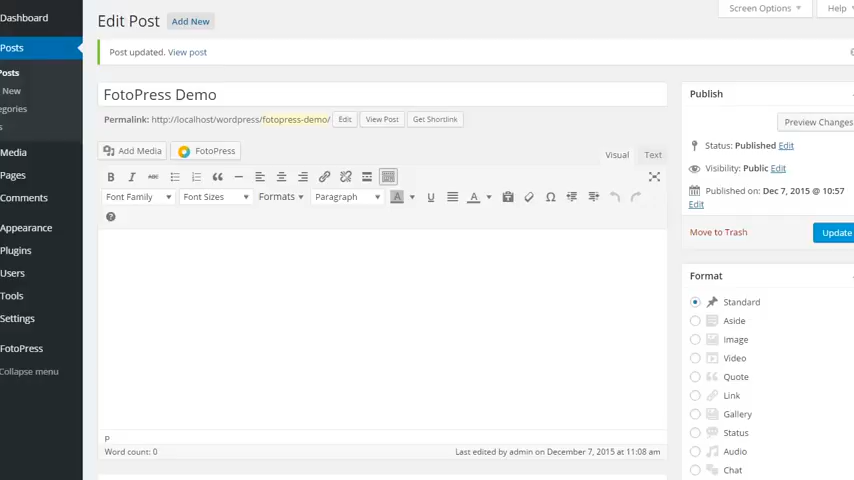 Dashboard
Posts
Posts
New
egories
s
Media
Pages
Comments
Appearance
Plugins
Users
Tools
Settings
FotoPress
Collapse menu
Screen Options
Help
Edit Post
Add New
Post updated. View post
FotoPress Demo
Permalink: http://localhost/wordpress/fotopress-demo/
Edit
View Post
Get Shortlink
Add Media
FotoPress
Visual
Text
B I ABC
Font Family
Font Sizes
Formats
Paragraph
A
U
A
Ω
P
Word count: 0
Last edited by admin on December 7, 2015 at 11:08 am
Publish
Preview Changes
Status: Published Edit
Visibility: Public Edit
Published on: Dec 7, 2015 @ 10:57
Edit
Move to Trash
Update
Format
Standard
Aside
Image
Video
Quote
Link
Gallery
Status
Audio
Chat